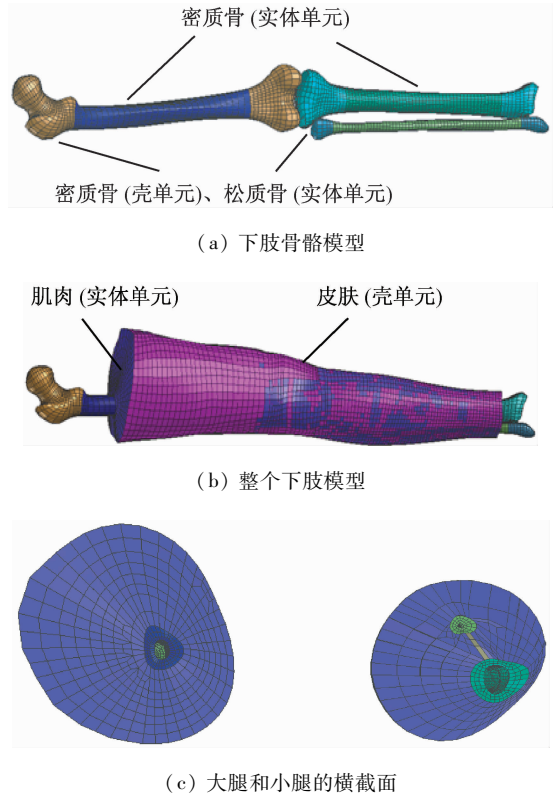 密质骨 (实体单元)
密质骨 (壳单元)、松质骨 (实体单元)
（a）下肢骨骼模型
肌肉 (实体单元)
皮肤 (壳单元)
（b）整个下肢模型
（c）大腿和小腿的横截面